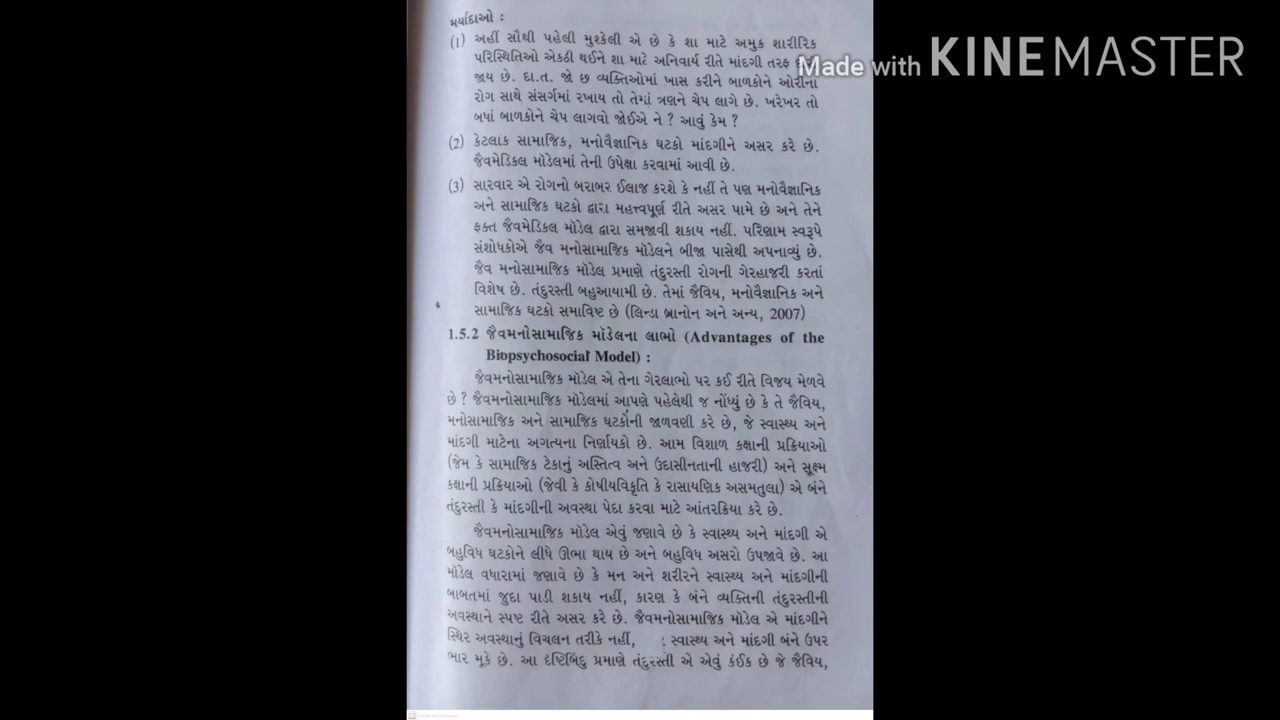 મર્યાદાઓ :
(1) અહીં સૌથી પહેલી મુશ્કેલી એ છે કે શા માટે અમુક શારીરિક
પરિસ્થિતિઓ એકઠી થઈને શા માટે અનિવાર્ય રીતે માંદગી તરફ
Made with KINEMASTER
જાય છે. દા.ત. જો છ વ્યક્તિઓમાં ખાસ કરીને બાળકોને ઓરીના
રોગ સાથે સંસર્ગમાં રખાય તો તેમાં ત્રણને ચેપ લાગે છે. ખરેખર તો
બધાં બાળકોને ચેપ લાગવો જોઈએ ને ? આવું કેમ ?
(2) કેટલાક સામાજિક, મનોવૈજ્ઞાનિક ઘટકો માંદગીને અસર કરે છે.
જૈવમેડિકલ મૉડેલમાં તેની ઉપેક્ષા કરવામાં આવી છે.
(3) સારવાર એ રોગનો બરાબર ઈલાજ કરશે કે નહીં તે પણ મનોવૈજ્ઞાનિક
અને સામાજિક ઘટકો દ્વારા મહત્ત્વપૂર્ણ રીતે અસર પામે છે અને તેને
ફક્ત જૈવમેડિકલ મૉડેલ દ્વારા સમજાવી શકાય નહીં. પરિણામ સ્વરૂપે
સંશોધકોએ જૈવ મનોસામાજિક મૉડેલને બીજા પાસેથી અપનાવ્યું છે.
જૈવ મનોસામાજિક મૉડેલ પ્રમાણે તંદુરસ્તી રોગની ગેરહાજરી કરતાં
વિશેષ છે. તંદુરસ્તી બહુઆયામી છે. તેમાં જૈવિય, મનોવૈજ્ઞાનિક અને
સામાજિક ઘટકો સમાવિષ્ટ છે (લિન્ડા બ્રાનોન અને અન્ય, 2007)
1.5.2 જૈવમનોસામાજિક મૉડેલના લાભો (Advantages of the
Biopsychosocial Model) :
જૈવમનોસામાજિક મૉડેલ એ તેના ગેરલાભો પર કઈ રીતે વિજય મેળવે
છે ? જૈવમનોસામાજિક મૉડેલમાં આપણે પહેલેથી જ નોંધ્યું છે કે તે જૈવિય,
મનોસામાજિક અને સામાજિક ઘટકોની જાળવણી કરે છે, જે સ્વાસ્થ્ય અને
માંદગી માટેના અગત્યના નિર્ણાયકો છે. આમ વિશાળ કક્ષાની પ્રક્રિયાઓ
(જેમ કે સામાજિક ટેકાનું અસ્તિત્વ અને ઉદાસીનતાની હાજરી) અને સૂક્ષ્મ
કક્ષાની પ્રક્રિયાઓ (જેવી કે કોષીયવિકૃતિ કે રાસાયણિક અસમતુલા) એ બંને
તંદુરસ્તી કે માંદગીની અવસ્થા પેદા કરવા માટે આંતરક્રિયા કરે છે.
જૈવમનોસામાજિક મૉડેલ એવું જણાવે છે કે સ્વાસ્થ્ય અને માંદગી એ
બહુવિધ ઘટકોને લીધે ઊભા થાય છે અને બહુવિધ અસરો ઉપજાવે છે. આ
મૉડેલ વધારામાં જણાવે છે કે મન અને શરીરને સ્વાસ્થ્ય અને માંદગીની
બાબતમાં જુદા પાડી શકાય નહીં, કારણ કે બંને વ્યક્તિની તંદુરસ્તીની
અવસ્થાને સ્પષ્ટ રીતે અસર કરે છે. જૈવમનોસામાજિક મૉડેલ એ માંદગીને
સ્થિર અવસ્થાનું વિચલન તરીકે નહીં, : સ્વાસ્થ્ય અને માંદગી બંને ઉપર
ભાર મૂકે છે. આ દૃષ્ટિબિંદુ પ્રમાણે તંદુરસ્તી એ એવું કંઈક છે જે જૈવિય,